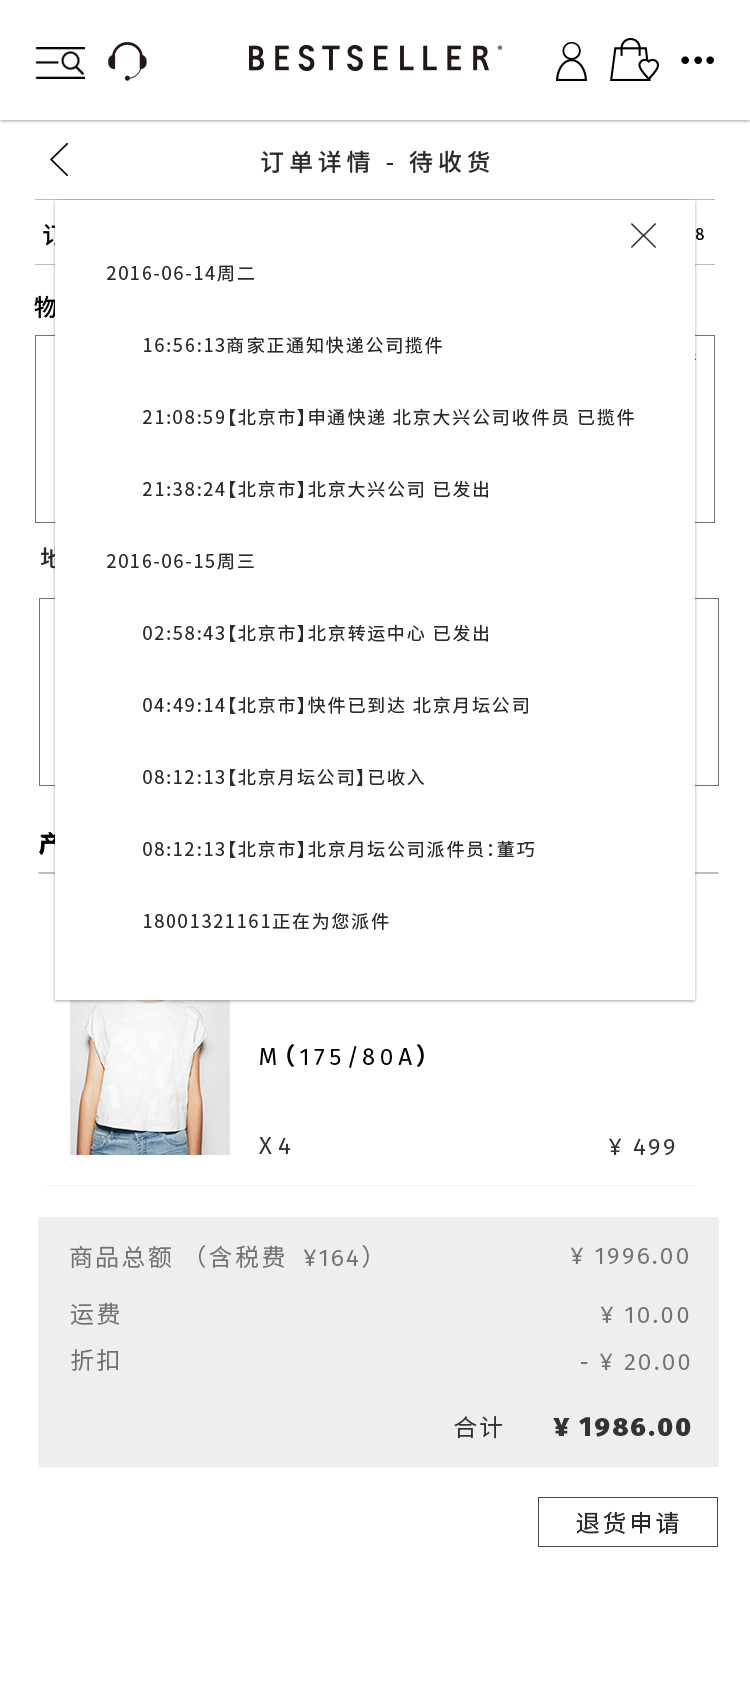 BESTSELLER
订单详情 - 待收货
订
8
2016-06-14周二
物
16:56:13商家正通知快递公司揽件
21:08:59【北京市】申通快递 北京大兴公司收件员 已揽件
21:38:24【北京市】北京大兴公司 已发出
地
2016-06-15周三
02:58:43【北京市】北京转运中心 已发出
04:49:14【北京市】快件已到达 北京月坛公司
08:12:13【北京月坛公司】已收入
产
08:12:13【北京市】北京月坛公司派件员：董巧
18001321161正在为您派件
M（175/80A）
X4
¥ 499
商品总额 （含税费 ¥164） ¥ 1996.00
运费 ¥ 10.00
折扣 - ¥ 20.00
合计 ¥ 1986.00
退货申请